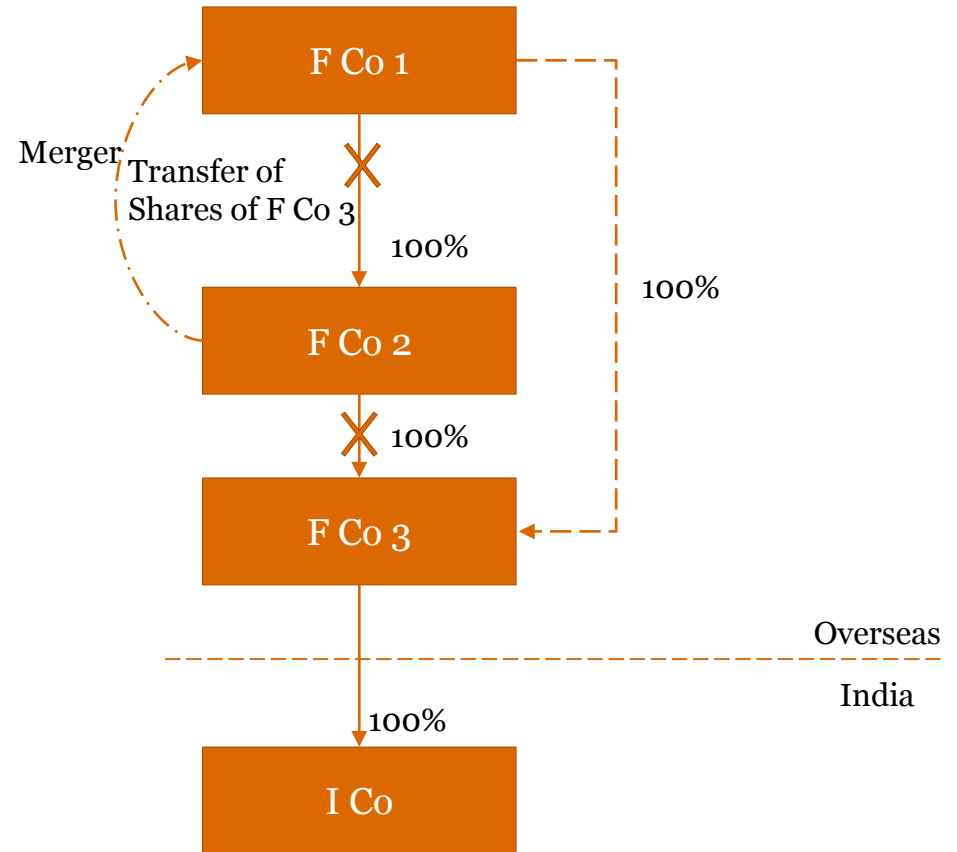 F Co 1
Merger
Transfer of
Shares of F Co 3
100%
100%
F Co 2
100%
F Co 3
Overseas
India
100%
I Co